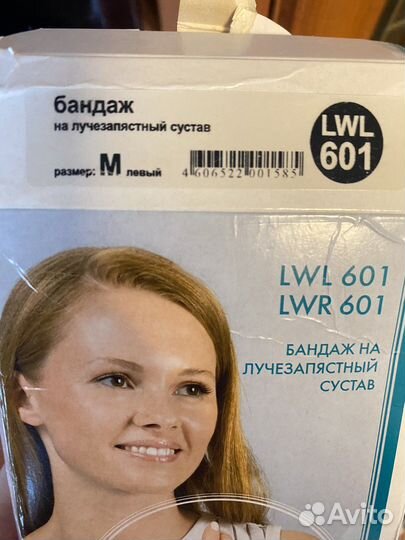 бандаж
на лучезапястный сустав
LWL
601
размер: M левый
4606522001585
LWL 601
LWR 601
БАНДАЖ НА
ЛУЧЕЗАПЯСТНЫЙ
СУСТАВ
Avito